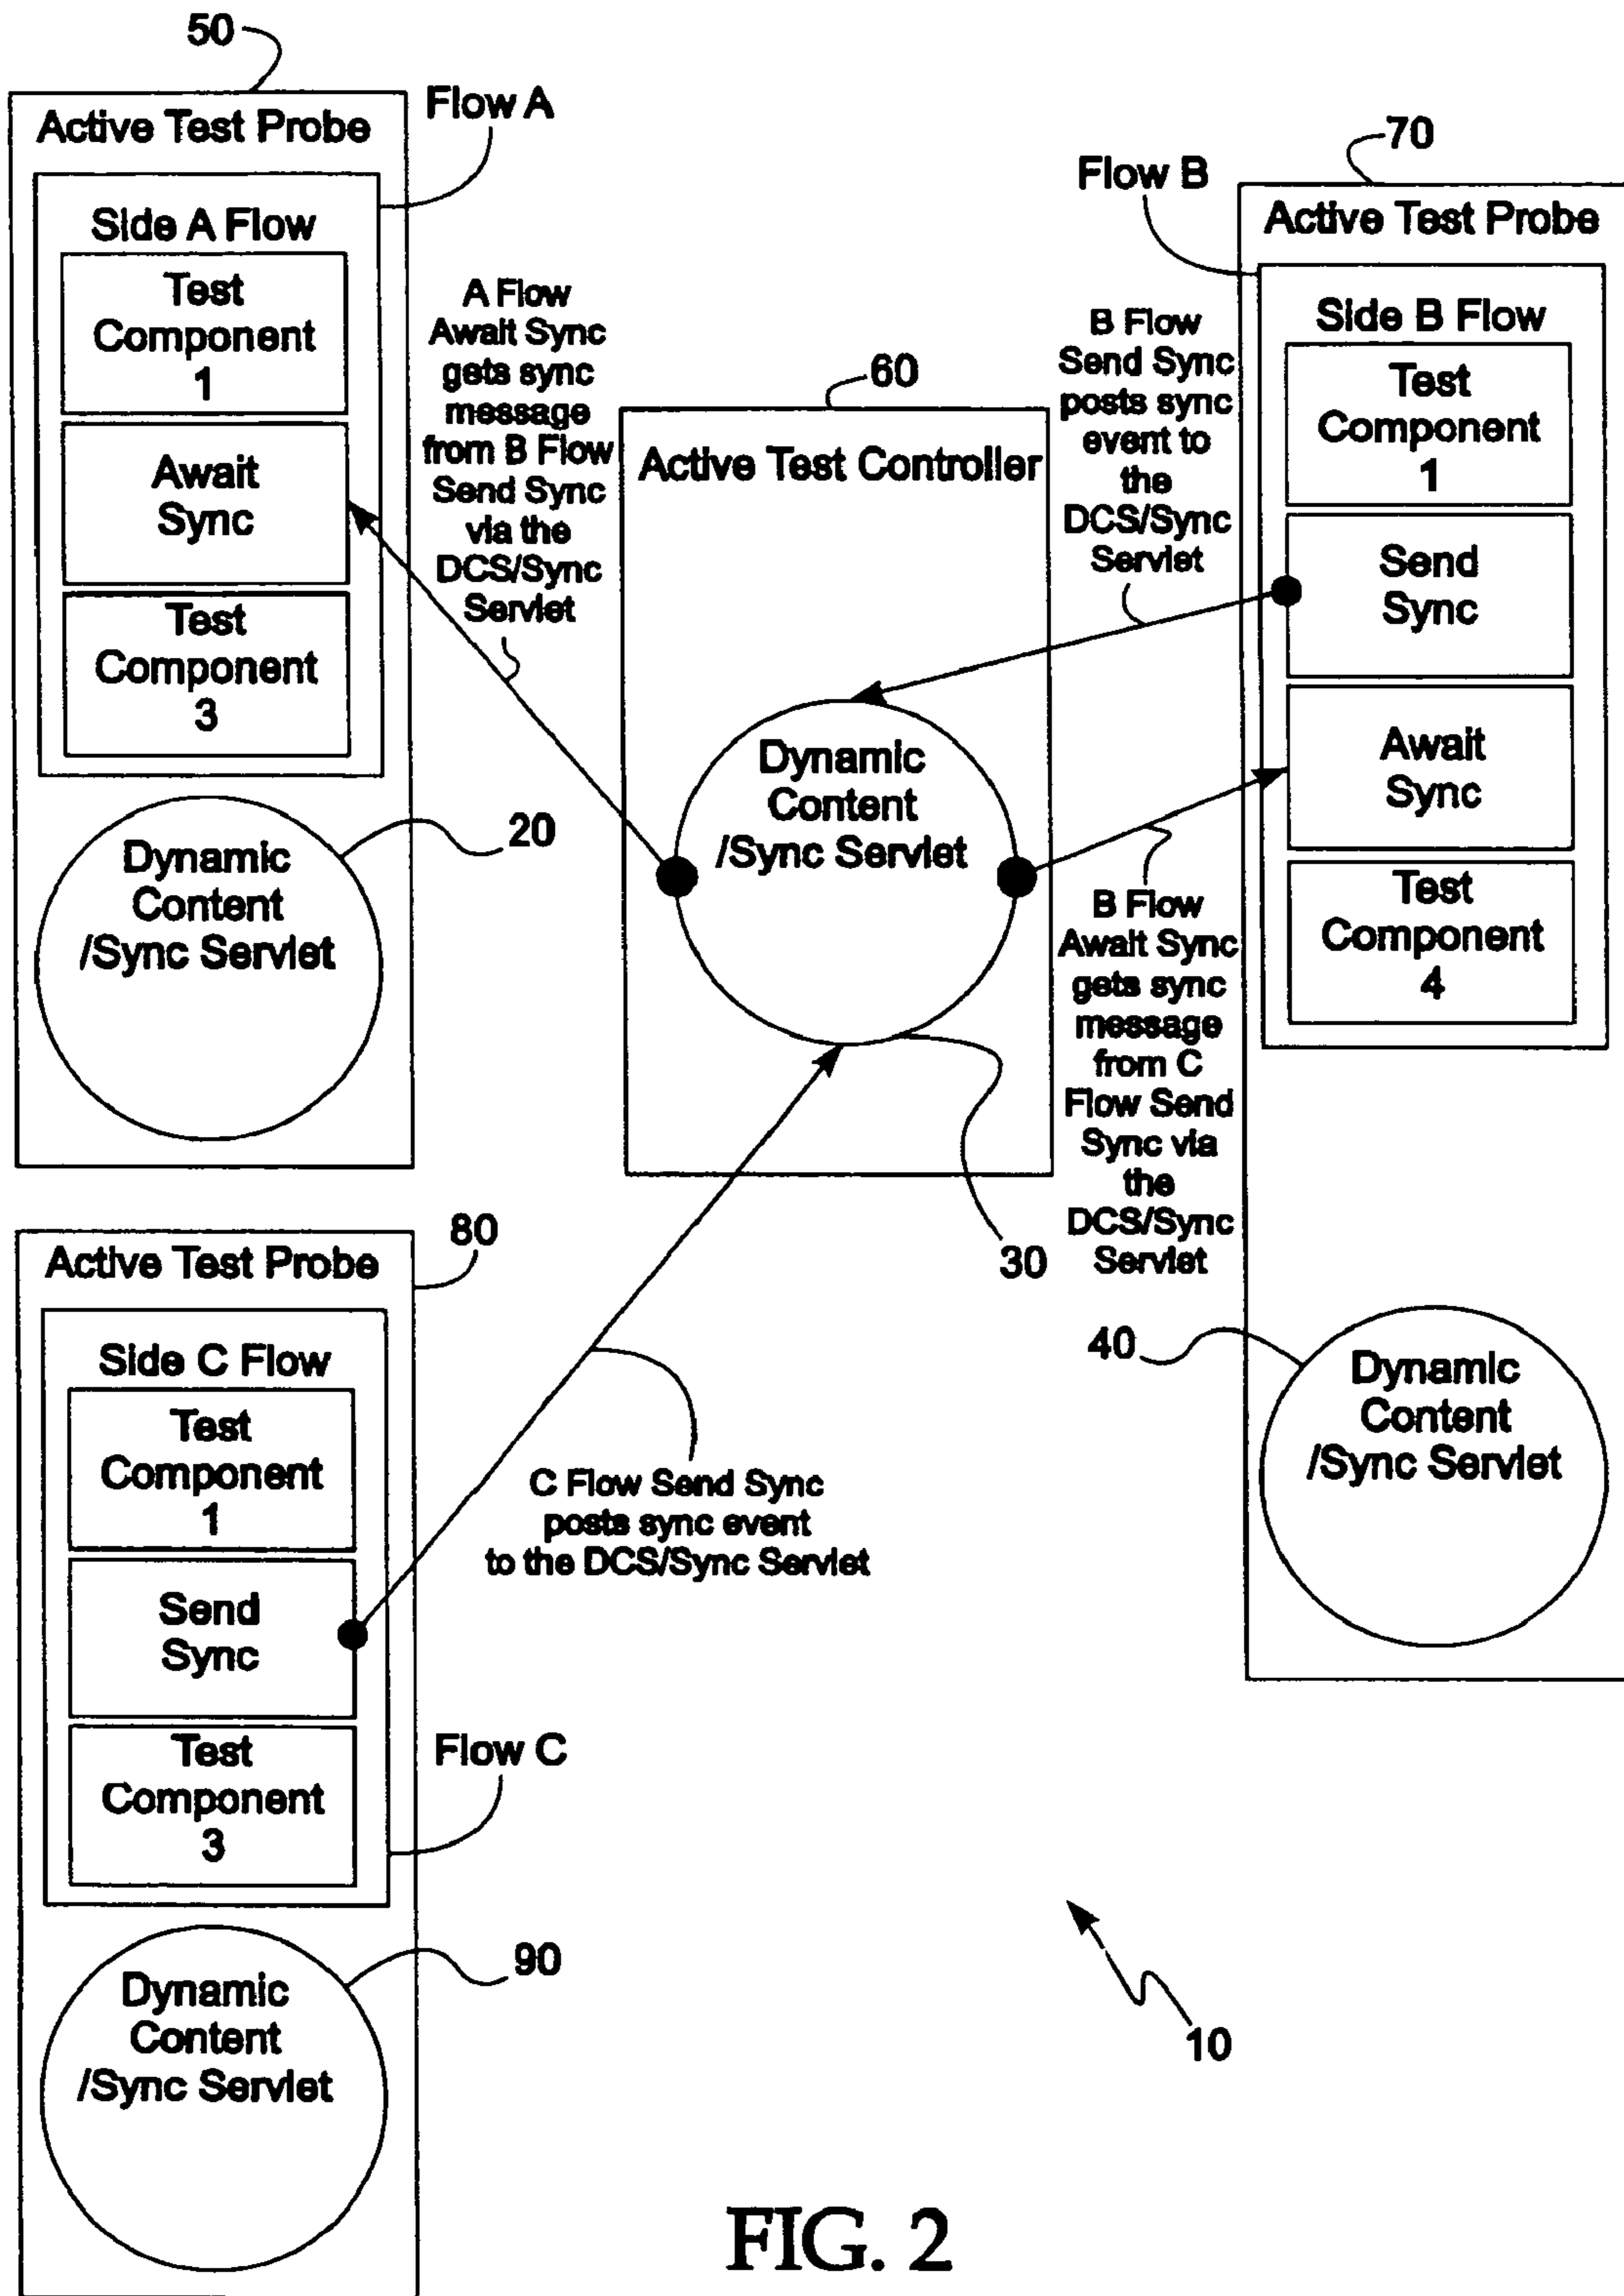 50
Active Test Probe
Flow A
Side A Flow
Test
Component
1
Await
Sync
Test
Component
3
Dynamic
Content
/Sync Servlet
20
A Flow
Await Sync
gets sync
message
from B Flow
Send Sync
via the
DCS/Sync
Servlet
60
Active Test Controller
Dynamic
Content
/Sync Servlet
30
B Flow
Send Sync
posts sync
event to
the
DCS/Sync
Servlet
B Flow
Await Sync
gets sync
message
from C
Flow Send
Sync via
the
DCS/Sync
Servlet
70
Flow B
Active Test Probe
Side B Flow
Test
Component
1
Send
Sync
Await
Sync
Test
Component
4
40
Dynamic
Content
/Sync Servlet
80
Active Test Probe
Side C Flow
Test
Component
1
Send
Sync
Test
Component
3
Flow C
C Flow Send Sync
posts sync event
to the DCS/Sync Servlet
Dynamic
Content
/Sync Servlet
90
10
FIG. 2